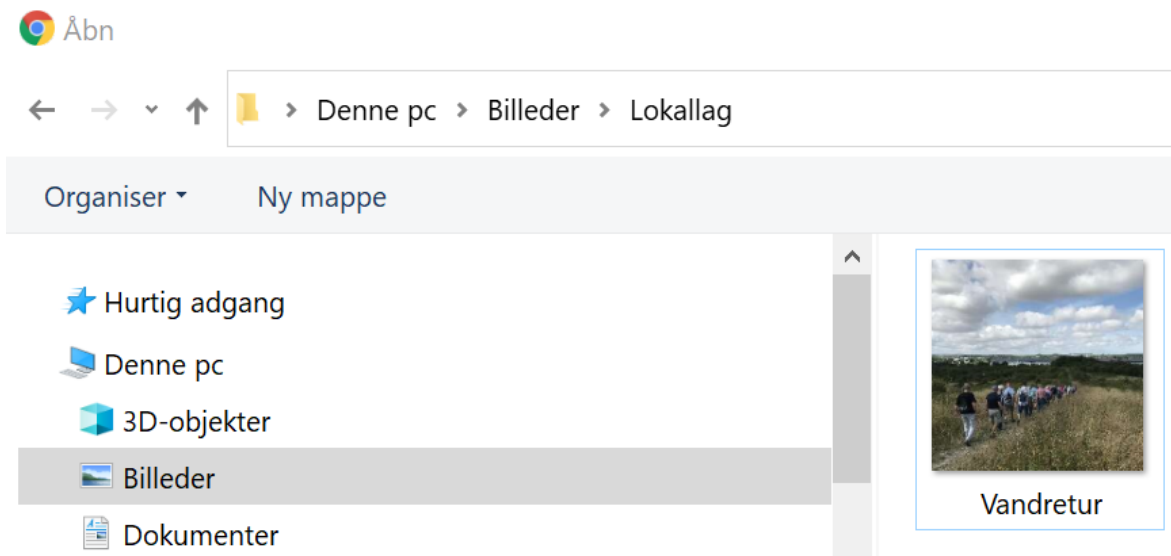 Åbn
Denne pc > Billeder > Lokallag
Organiser Ny mappe
Hurtig adgang
Denne pc
3D-objekter
Billeder
Dokumenter
Vandretur